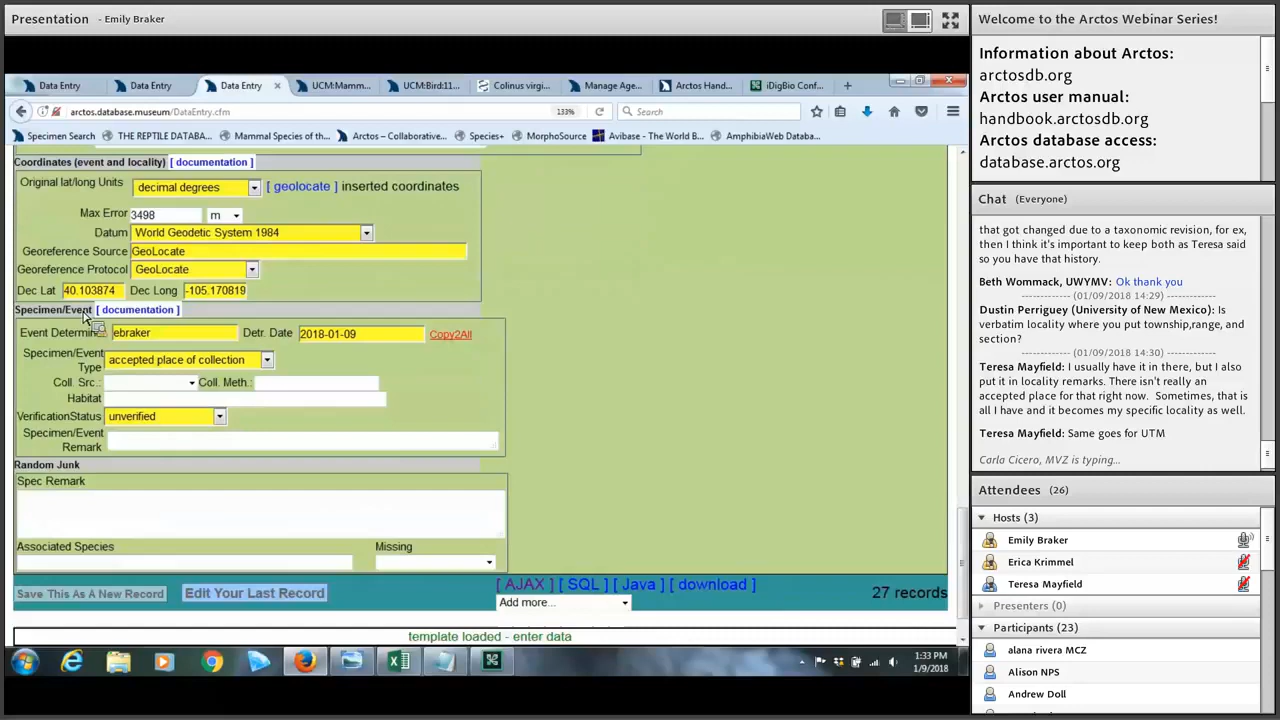 Presentation - Emily Braker
Data Entry
Data Entry
Data Entry
UCM:Mamm...
UCM:Bird:11...
Colinus virgi...
Manage Age...
Arctos Hand...
iDigBio Conf...
arctos.database.museum/DataEntry.cfm
133%
Search
Specimen Search
THE REPTILE DATABA...
Mammal Species of th...
Arctos – Collaborative...
Species+
MorphoSource
Avibase - The World B...
AmphibiaWeb Databa...
Coordinates (event and locality) [ documentation ]
Original lat/long Units decimal degrees [ geolocate ] inserted coordinates
Max Error 3498 m
Datum World Geodetic System 1984
Georeference Source GeoLocate
Georeference Protocol GeoLocate
Dec Lat 40.103874 Dec Long -105.170819
Specimen/Event [ documentation ]
Event Determin ebraker Detr. Date 2018-01-09 Copy2All
Specimen/Event Type accepted place of collection
Coll. Src.: Coll. Meth.:
Habitat
VerificationStatus unverified
Specimen/Event Remark
Random Junk
Spec Remark
Associated Species Missing
Save This As A New Record Edit Your Last Record [ AJAX ] [ SQL ] [ Java ] [ download ] 27 records
Add more...
template loaded - enter data
1:33 PM
1/9/2018
Welcome to the Arctos Webinar Series!
Information about Arctos:
arctosdb.org
Arctos user manual:
handbook.arctosdb.org
Arctos database access:
database.arctos.org
Chat (Everyone)
that got changed due to a taxonomic revision, for ex,
then I think it's important to keep both as Teresa said
so you have that history.
Beth Wommack, UWYMV: Ok thank you
------------- (01/09/2018 14:29) -------------
Dustin Perriguey (University of New Mexico): Is
verbatim locality where you put township,range, and
section?
------------- (01/09/2018 14:30) -------------
Teresa Mayfield: I usually have it in there, but I also
put it in locality remarks. There isn't really an
accepted place for that right now. Sometimes, that is
all I have and it becomes my specific locality as well.
Teresa Mayfield: Same goes for UTM
Carla Cicero, MVZ is typing...
Attendees (26)
Hosts (3)
Emily Braker
Erica Krimmel
Teresa Mayfield
Presenters (0)
Participants (23)
alana rivera MCZ
Alison NPS
Andrew Doll